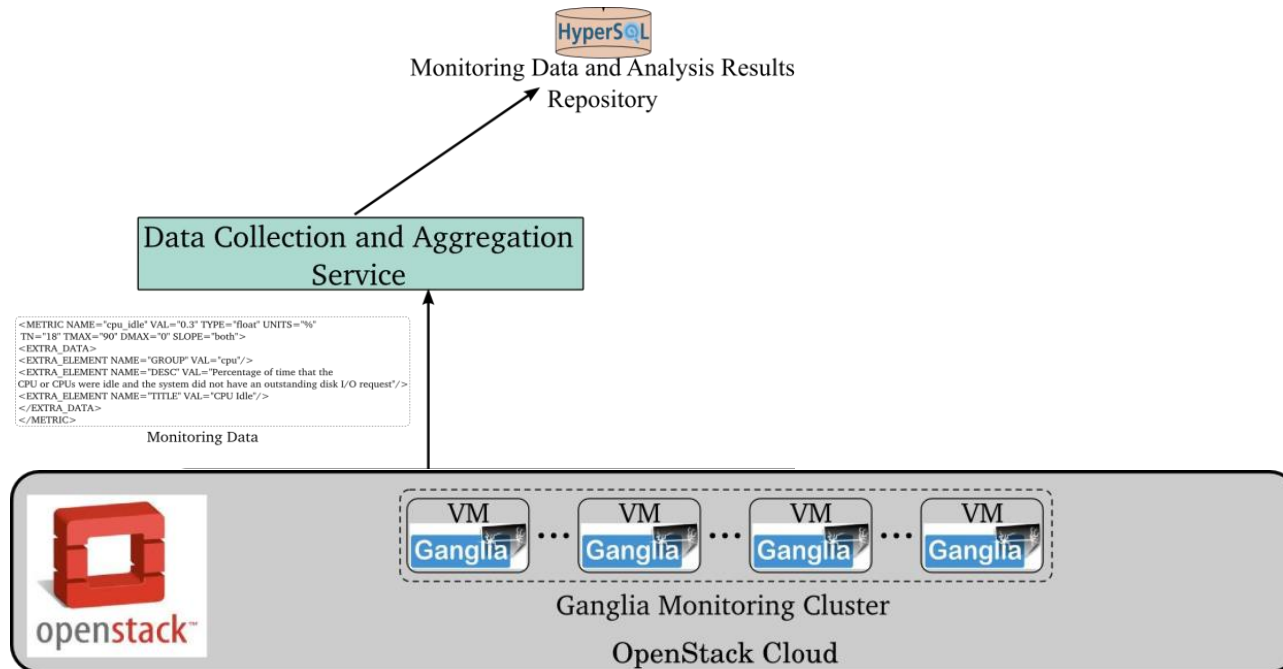 HyperSQL
Monitoring Data and Analysis Results
Repository
Data Collection and Aggregation
Service
<METRIC NAME="cpu_idle" VAL="0.3" TYPE="float" UNITS="%"
TN="18" TMAX="90" DMAX="0" SLOPE="both">
<EXTRA_DATA>
<EXTRA_ELEMENT NAME="GROUP" VAL="cpu"/>
<EXTRA_ELEMENT NAME="DESC" VAL="Percentage of time that the
CPU or CPUs were idle and the system did not have an outstanding disk I/O request"/>
<EXTRA_ELEMENT NAME="TITLE" VAL="CPU Idle"/>
</EXTRA_DATA>
</METRIC>
Monitoring Data
VM ... VM ... VM ... VM
Ganglia Ganglia Ganglia Ganglia
Ganglia Monitoring Cluster
openstack™
OpenStack Cloud